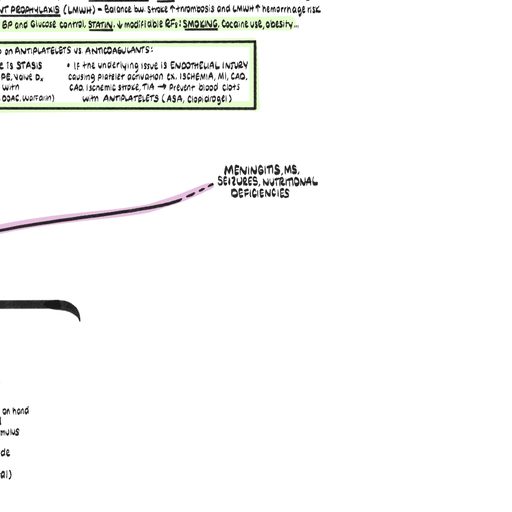 NT PROPHYLAXIS (LMWH) - Balance bw. Stroke ↑thrombosis and LMWH↑ hemorrhage risk
BP and Glucose control. STATIN. ↓ modifiable RFs: SMOKING, Cocaine use, obesity...
on ANTIPLATELETS VS. ANTICOAGULANTS:
e is STASIS
PE, Valve Dx
with
DOAC, Warfarin)
• If the underlying issue is ENDOTHELIAL INJURY
causing platelet activation ex. ISCHEMIA, MI, CAD,
CAD, Ischemic stroke, TIA → Prevent blood clots
with ANTIPLATELETS (ASA, Clopidrogel)
MENINGITIS, MS,
SEIZURES, NUTRITIONAL
DEFICIENCIES
on hand
mulus
de
al)